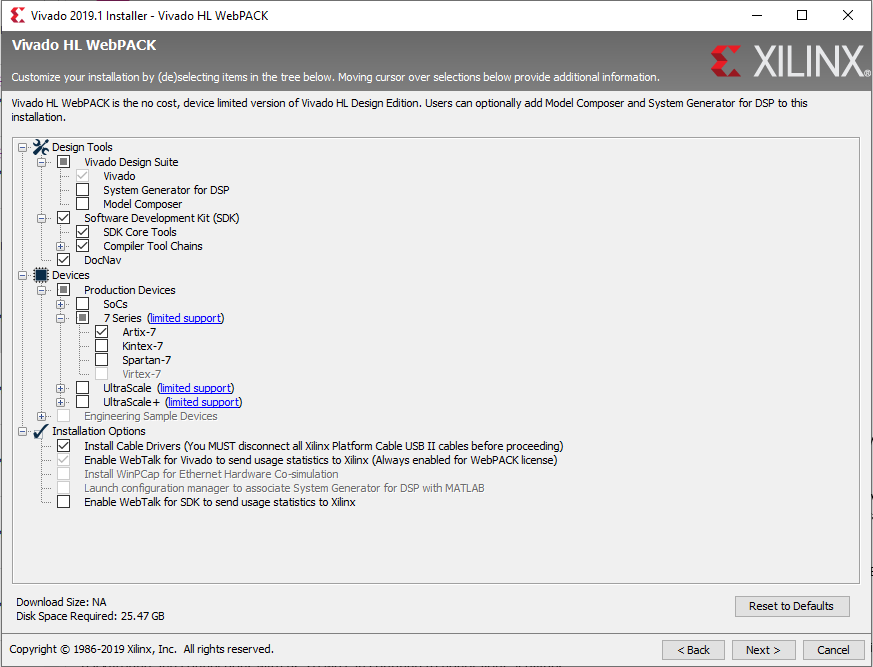 Vivado 2019.1 Installer - Vivado HL WebPACK
Vivado HL WebPACK
Customize your installation by (de)selecting items in the tree below. Moving cursor over selections below provide additional information.
XILINX®
Vivado HL WebPACK is the no cost, device limited version of Vivado HL Design Edition. Users can optionally add Model Composer and System Generator for DSP to this
installation.
Design Tools
Vivado Design Suite
Vivado
System Generator for DSP
Model Composer
Software Development Kit (SDK)
SDK Core Tools
Compiler Tool Chains
DocNav
Devices
Production Devices
SoCs
7 Series (limited support)
Artix-7
Kintex-7
Spartan-7
Virtex-7
UltraScale (limited support)
UltraScale+ (limited support)
Engineering Sample Devices
Installation Options
Install Cable Drivers (You MUST disconnect all Xilinx Platform Cable USB II cables before proceeding)
Enable WebTalk for Vivado to send usage statistics to Xilinx (Always enabled for WebPACK license)
Install WinPCap for Ethernet Hardware Co-simulation
Launch configuration manager to associate System Generator for DSP with MATLAB
Enable WebTalk for SDK to send usage statistics to Xilinx
Download Size: NA
Disk Space Required: 25.47 GB
Reset to Defaults
Copyright © 1986-2019 Xilinx, Inc. All rights reserved.
< Back
Next >
Cancel